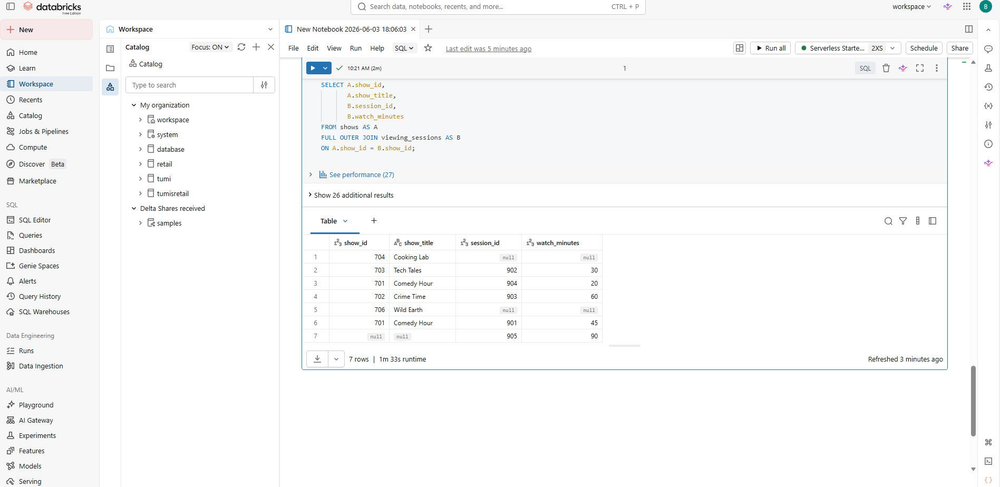 databricks
Free Edition
Search data, notebooks, recents, and more...
CTRL + P
workspace
B
New
Home
Learn
Workspace
Recents
Catalog
Jobs & Pipelines
Compute
Discover Beta
Marketplace
SQL
SQL Editor
Queries
Dashboards
Genie Spaces
Alerts
Query History
SQL Warehouses
Data Engineering
Runs
Data Ingestion
AI/ML
Playground
AI Gateway
Experiments
Features
Models
Serving
Workspace
Catalog
Focus: ON
Catalog
Type to search
My organization
workspace
system
database
retail
tumi
tumisretail
Delta Shares received
samples
New Notebook 2026-06-03 18:06:03
File Edit View Run Help SQL Last edit was 5 minutes ago
Run all
Serverless Starte... 2XS
Schedule
Share
10:21 AM (2m)
1
SQL
SELECT A.show_id,
A.show_title,
B.session_id,
B.watch_minutes
FROM shows AS A
FULL OUTER JOIN viewing_sessions AS B
ON A.show_id = B.show_id;
See performance (27)
Show 26 additional results
Table
show_id show_title session_id watch_minutes
1 704 Cooking Lab null null
2 703 Tech Tales 902 30
3 701 Comedy Hour 904 20
4 702 Crime Time 903 60
5 706 Wild Earth null null
6 701 Comedy Hour 901 45
7 null null 905 90
7 rows | 1m 33s runtime
Refreshed 3 minutes ago